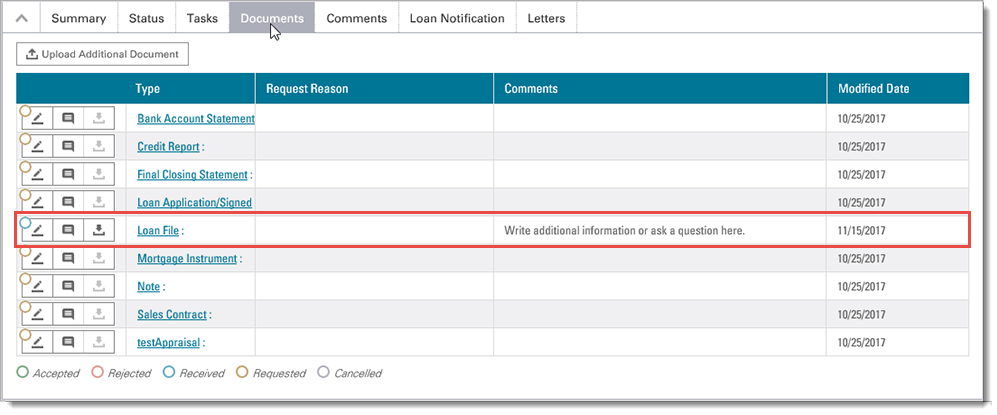 Summary Status Tasks Documents Comments Loan Notification Letters
Upload Additional Document
Type Request Reason Comments Modified Date
Bank Account Statement 10/25/2017
Credit Report : 10/25/2017
Final Closing Statement : 10/25/2017
Loan Application/Signed 10/25/2017
Loan File : Write additional information or ask a question here. 11/15/2017
Mortgage Instrument : 10/25/2017
Note : 10/25/2017
Sales Contract : 10/25/2017
testAppraisal : 10/25/2017
Accepted Rejected Received Requested Cancelled